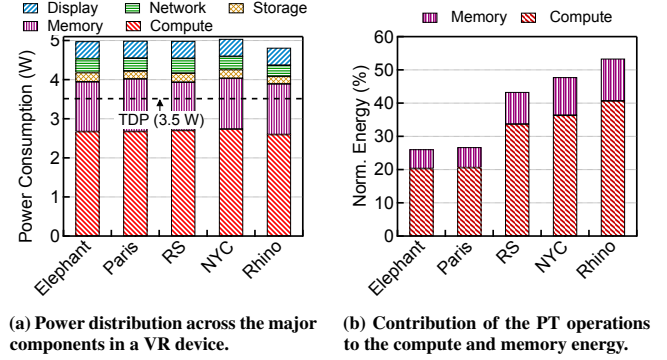 Display Network Storage
Memory Compute
Power Consumption (W)
5
4
3
2
1
0
TDP (3.5 W)
Elephant
Paris
RS
NYC
Rhino
(a) Power distribution across the major
components in a VR device.
Memory Compute
Norm. Energy (%)
60
50
40
30
20
10
0
Elephant
Paris
RS
NYC
Rhino
(b) Contribution of the PT operations
to the compute and memory energy.